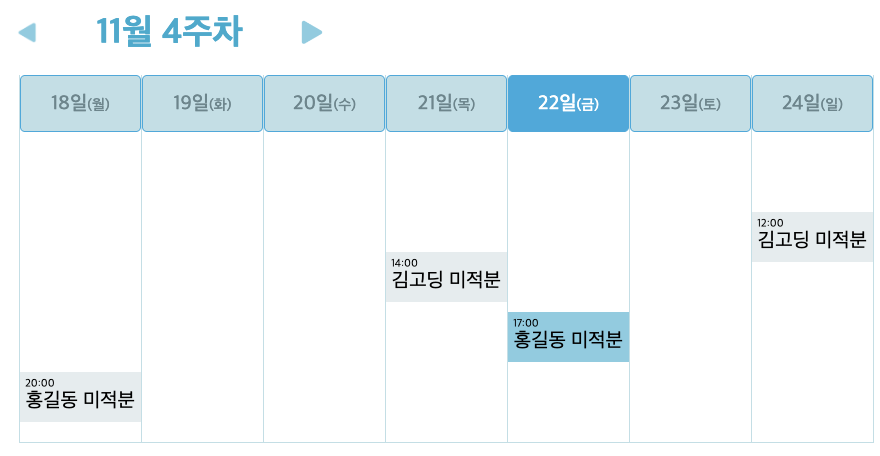 11월 4주차
18일(월)
19일(화)
20일(수)
21일(목)
22일(금)
23일(토)
24일(일)
12:00
김고딩 미적분
14:00
김고딩 미적분
17:00
홍길동 미적분
20:00
홍길동 미적분